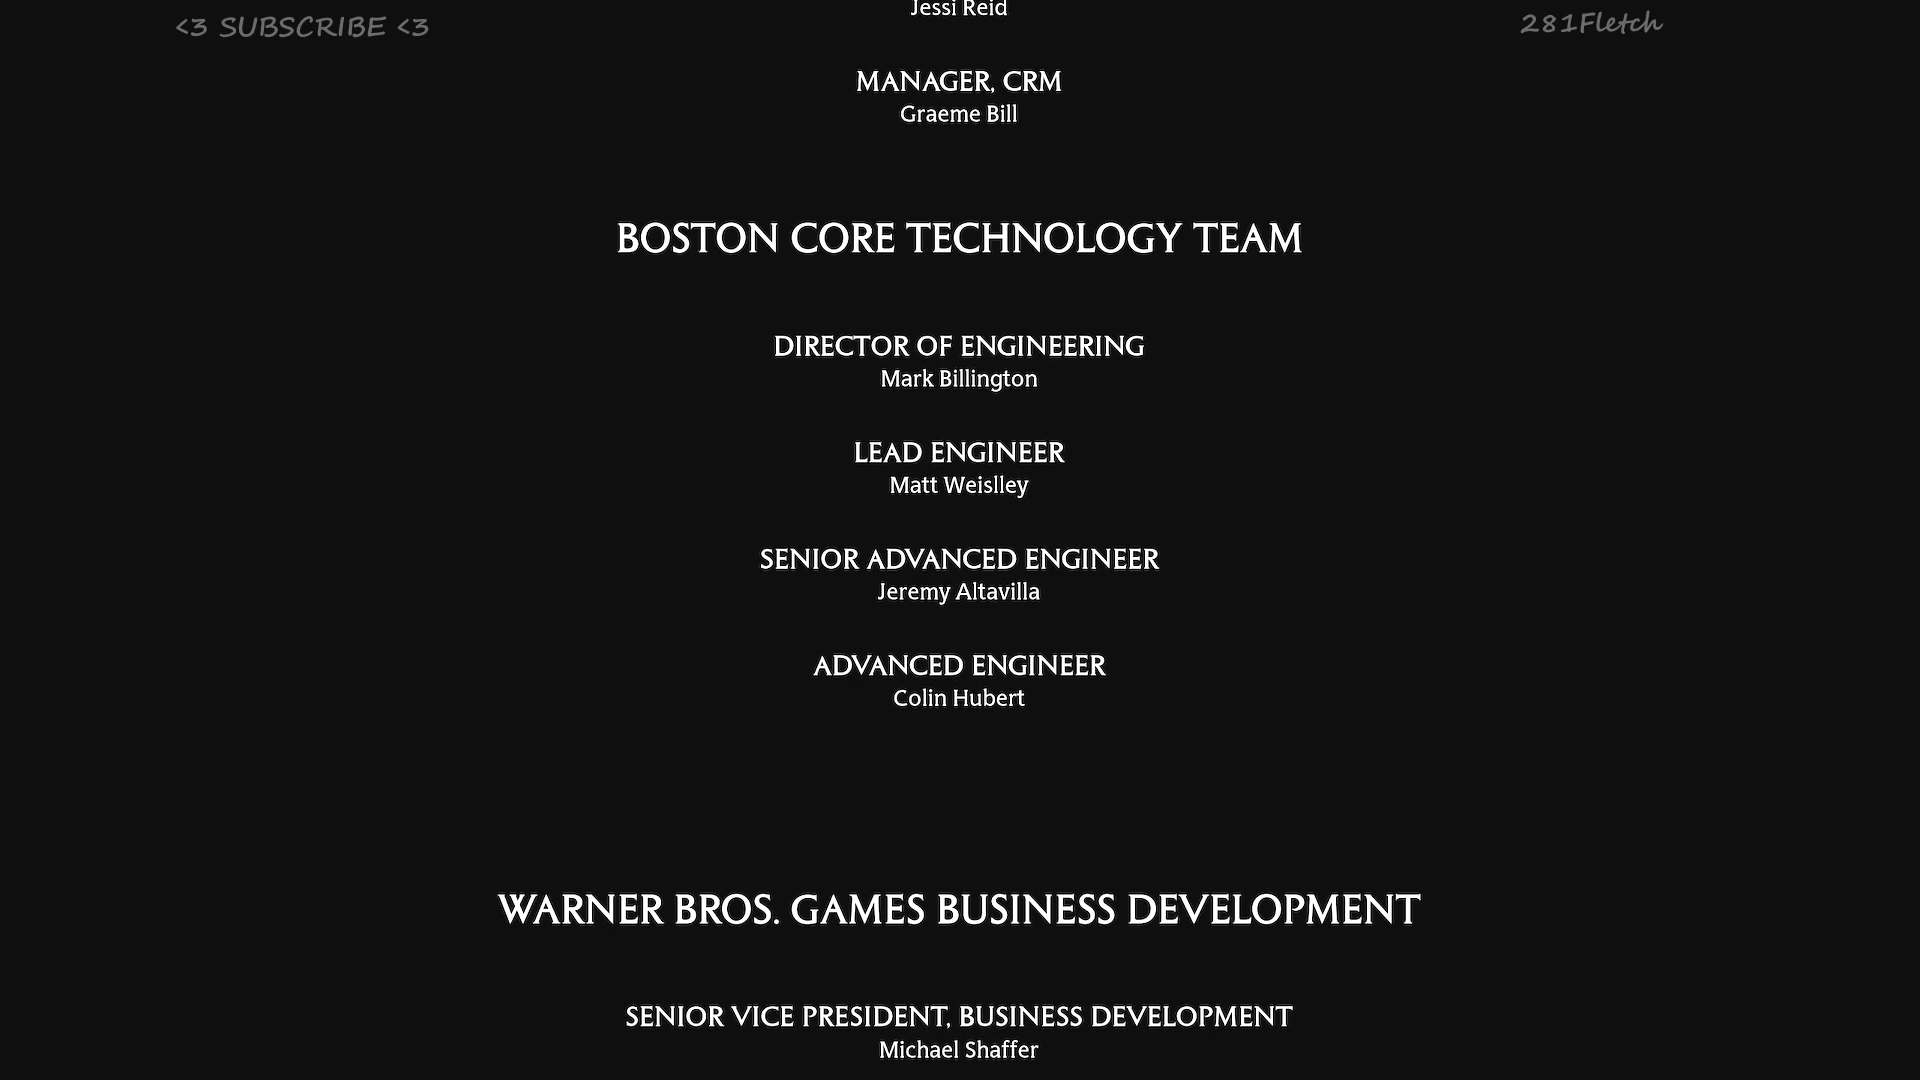 Jessi Reid
<3 SUBSCRIBE <3
281Fletch
MANAGER, CRM
Graeme Bill
BOSTON CORE TECHNOLOGY TEAM
DIRECTOR OF ENGINEERING
Mark Billington
LEAD ENGINEER
Matt Weislley
SENIOR ADVANCED ENGINEER
Jeremy Altavilla
ADVANCED ENGINEER
Colin Hubert
WARNER BROS. GAMES BUSINESS DEVELOPMENT
SENIOR VICE PRESIDENT, BUSINESS DEVELOPMENT
Michael Shaffer